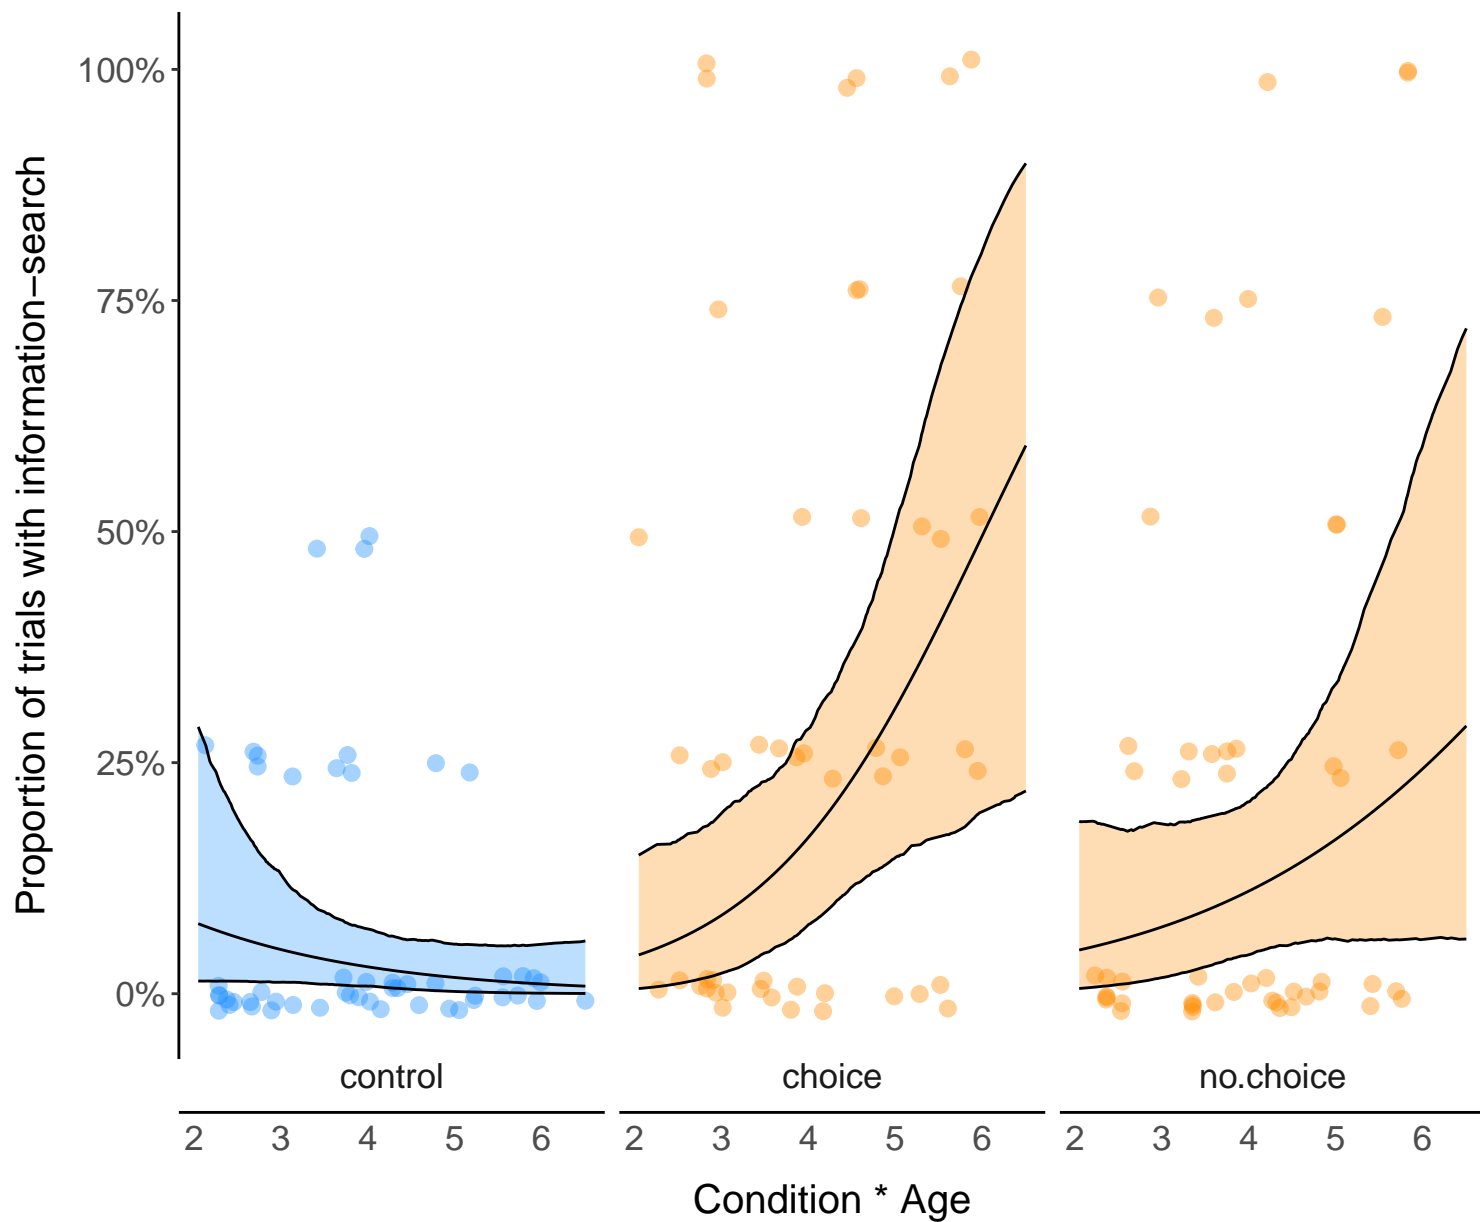 Proportion of trials with information−search
100%
75%
50%
25%
0%
control choice no.choice
2 3 4 5 6 2 3 4 5 6 2 3 4 5 6
Condition * Age